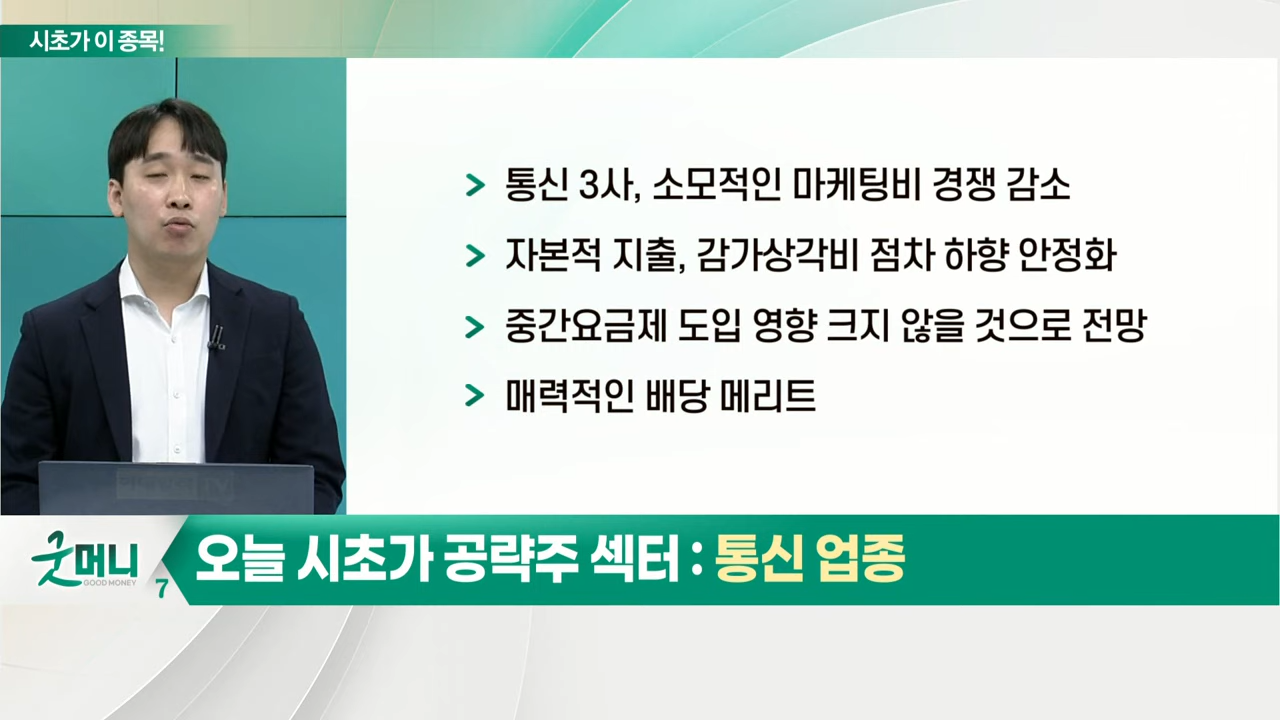 시초가 이 종목!
> 통신 3사, 소모적인 마케팅비 경쟁 감소
> 자본적 지출, 감가상각비 점차 하향 안정화
> 중간요금제 도입 영향 크지 않을 것으로 전망
> 매력적인 배당 메리트
굿머니
GOOD MONEY
7
오늘 시초가 공략주 섹터 : 통신 업종